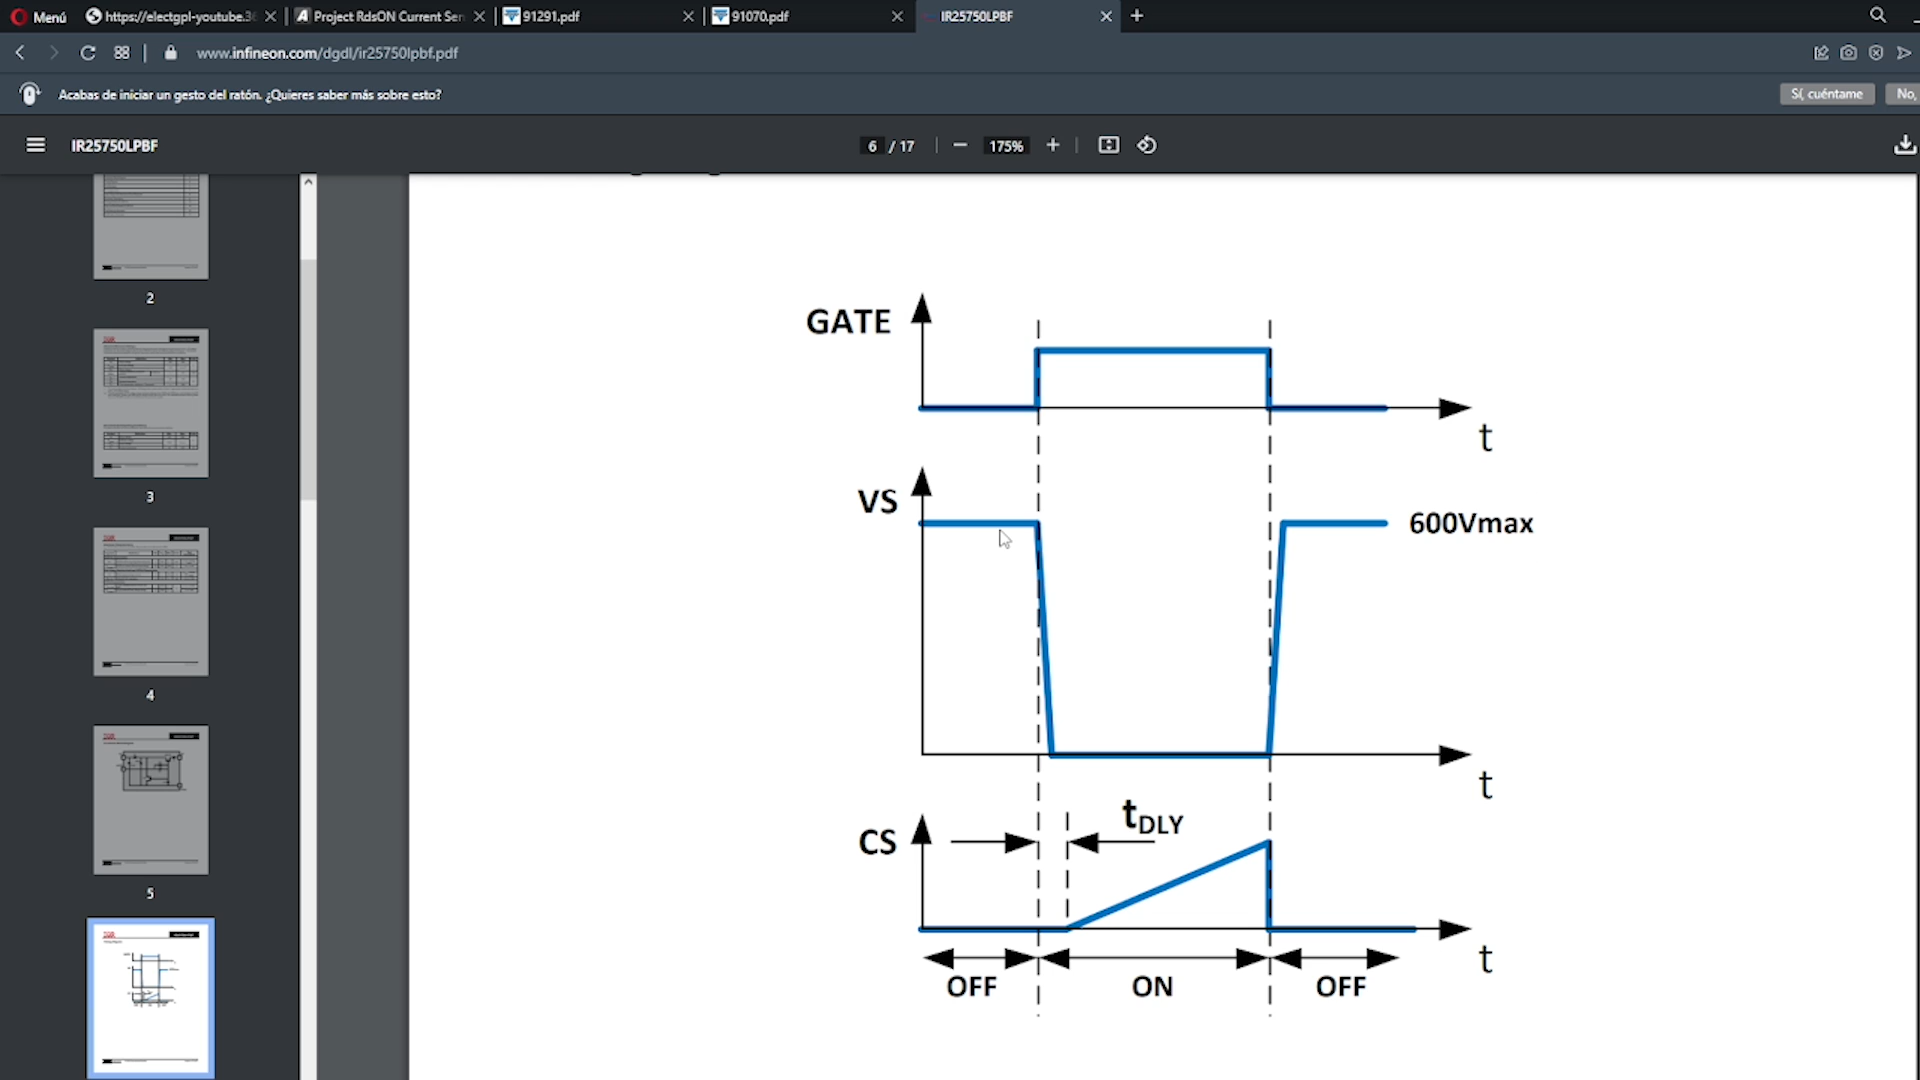 Menú
https://electgpl-youtube.36
Project RdsON Current Sen
91291.pdf
91070.pdf
IR25750LPBF
www.infineon.com/dgdl/ir25750lpbf.pdf
Acabas de iniciar un gesto del ratón. ¿Quieres saber más sobre esto?
Sí, cuéntame
No,
IR25750LPBF
6 / 17
175%
2
3
4
5
GATE
t
VS
600Vmax
t
CS
tDLY
t
OFF
ON
OFF